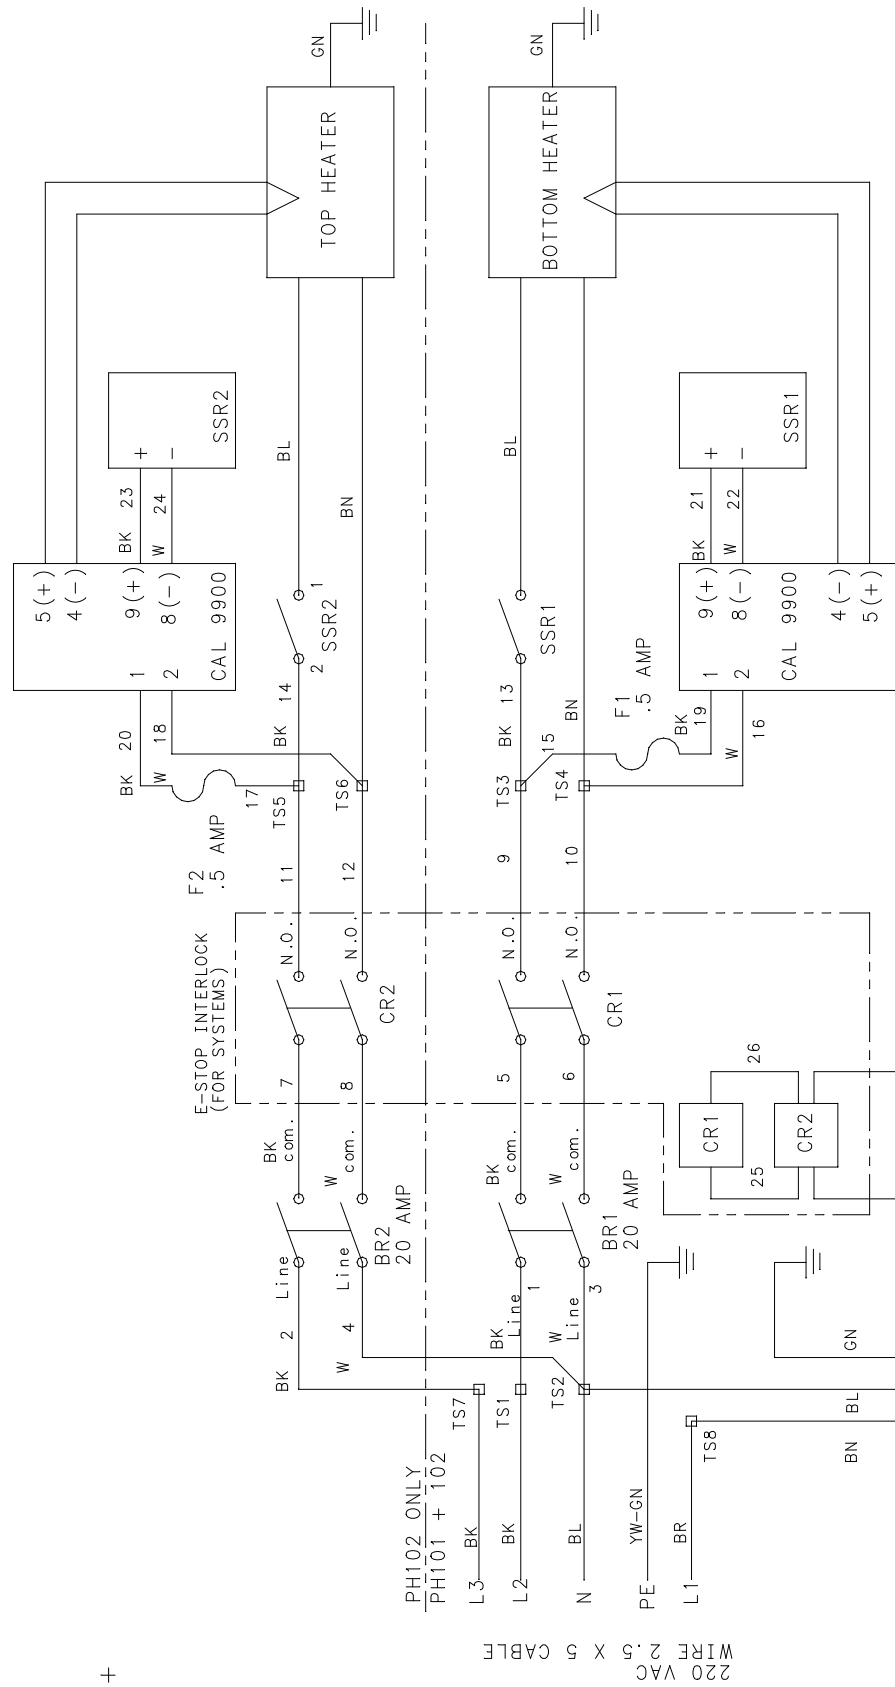 GN
GN
TOP HEATER
BOTTOM HEATER
+
-
SSR2
+
-
SSR1
BK
23
W
24
BL
BN
BL
BK
21
W
22
5(+)
4(-)
9(+)
8(-)
1
2
CAL 9900
1
2
SSR2
SSR1
9(+)
8(-)
4(-)
5(+)
1
2
CAL 9900
BK
20
W
18
BK
14
BK
13
BN
15
F1
.5 AMP
BK
19
W
16
17
TS5
TS6
TS3
TS4
F2
.5 AMP
11
12
9
10
E-STOP INTERLOCK
(FOR SYSTEMS)
N.O.
N.O.
N.O.
N.O.
CR2
CR1
7
8
5
6
26
CR1
CR2
25
BK
com.
W
com.
BK
com.
W
com.
BR2
20 AMP
BR1
20 AMP
Line
Line
BK
Line
1
W
Line
3
BK
2
W
4
TS7
TS1
TS2
TS8
GN
BL
BN
PH102 ONLY
PH101 + 102
L3
BK
L2
BK
N
BL
PE
YW-GN
L1
BR
220 VAC
WIRE 2.5 X 5 CABLE
+